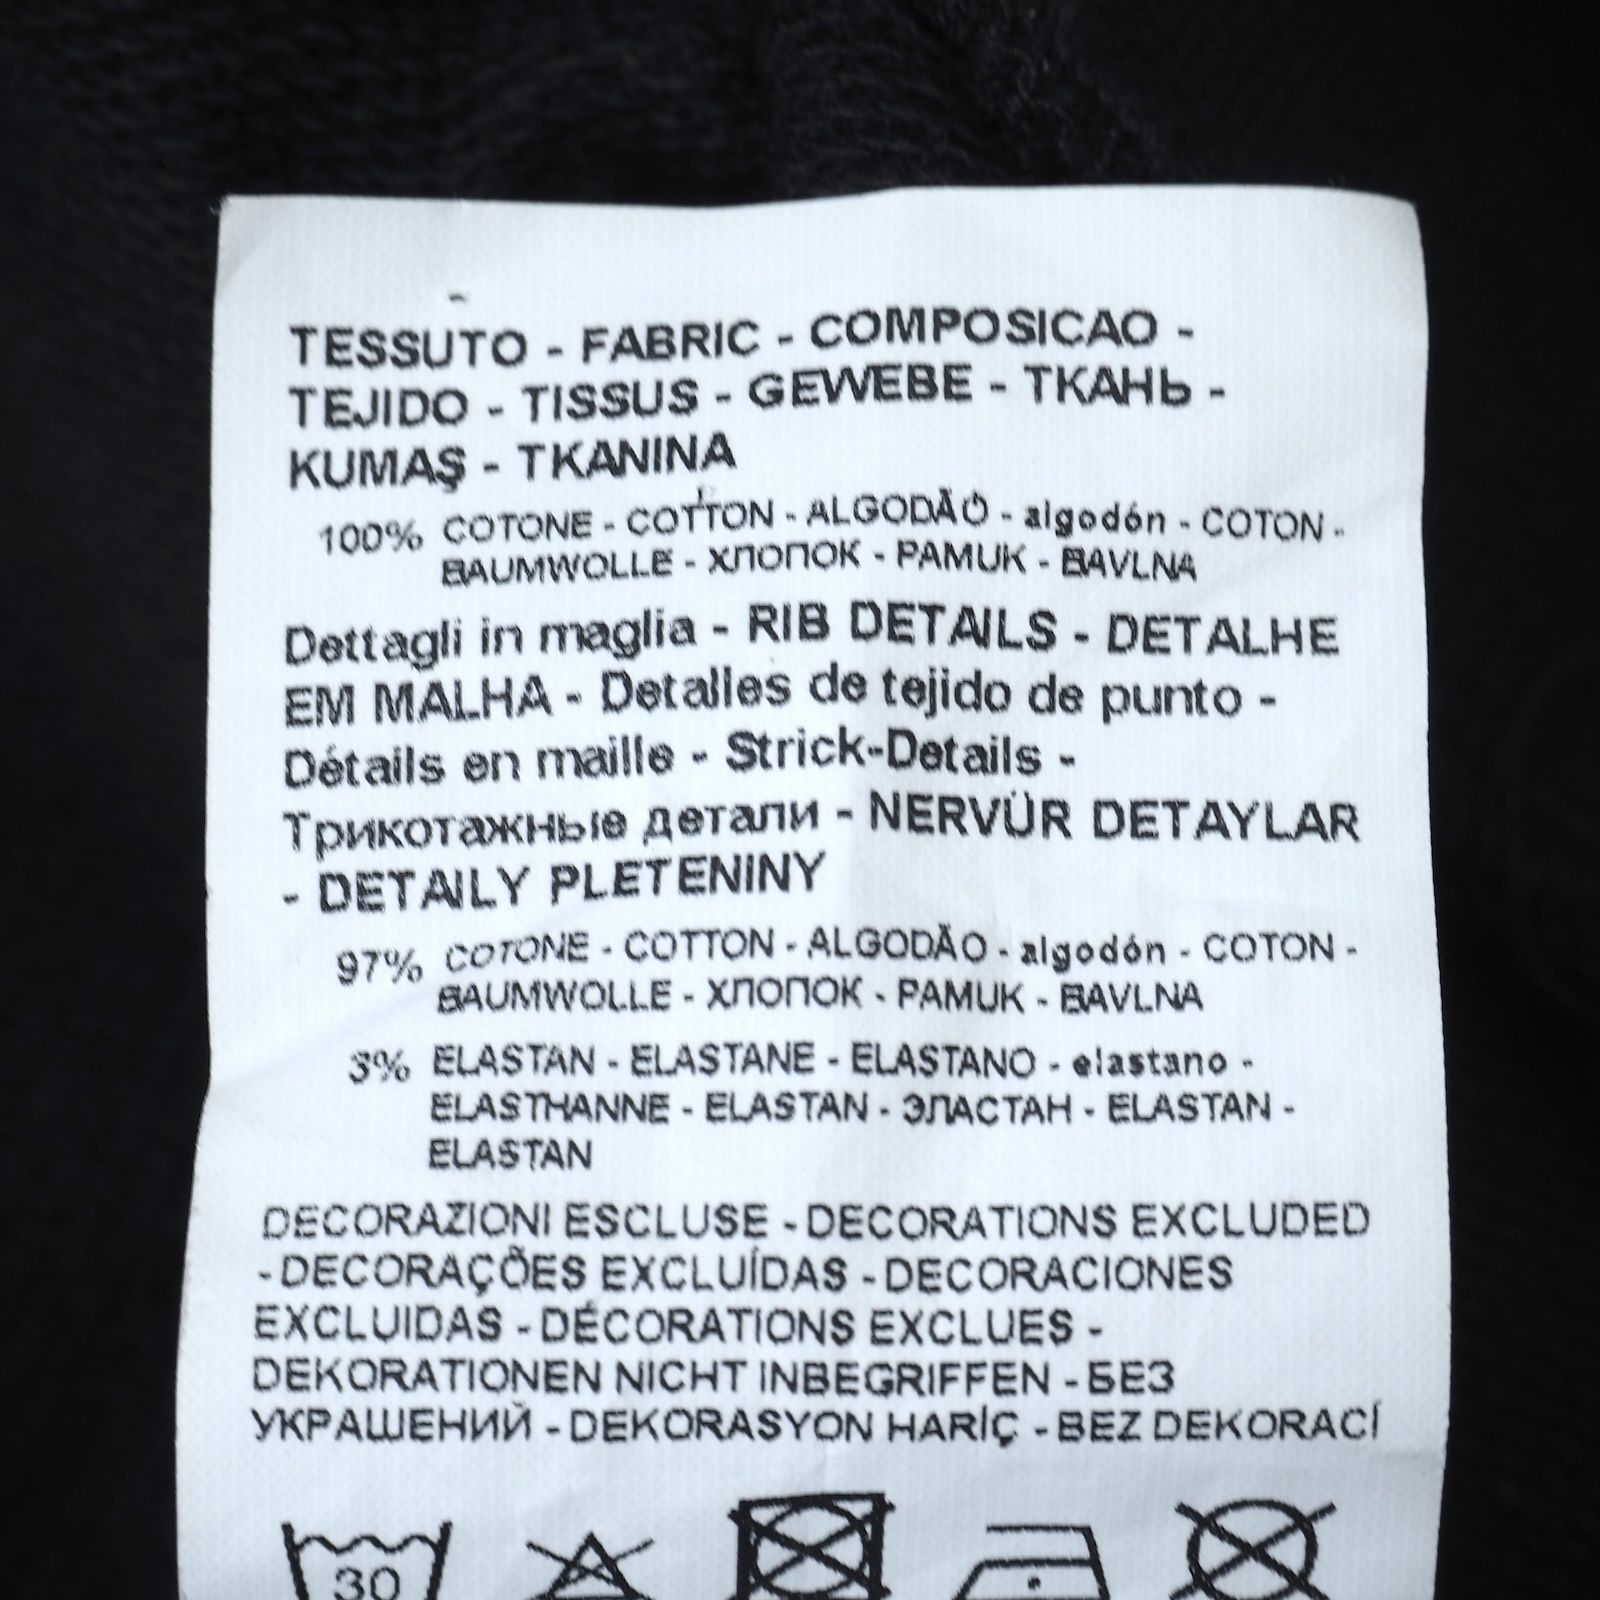 TESSUTO - FABRIC - COMPOSICAO -
TEJIDO - TISSUS - GEWEBE - ТКАНЬ -
KUMAŞ - TKANINA
100% COTONE - COTTON - ALGODÃO - algodón - COTON -
BAUMWOLLE - ХЛОПОК - PAMUK - BAVLNA
Dettagli in maglia - RIB DETAILS - DETALHE
EM MALHA - Detalles de tejido de punto -
Détails en maille - Strick-Details -
Трикотажные детали - NERVÜR DETAYLAR
- DETAILY PLETENINY
97% COTONE - COTTON - ALGODÃO - algodón - COTON -
BAUMWOLLE - ХЛОПОК - PAMUK - BAVLNA
3% ELASTAN - ELASTANE - ELASTANO - elastano -
ELASTHANNE - ELASTAN - ЭЛАСТАН - ELASTAN -
ELASTAN
DECORAZIONI ESCLUSE - DECORATIONS EXCLUDED
- DECORAÇÕES EXCLUÍDAS - DECORACIONES
EXCLUIDAS - DÉCORATIONS EXCLUES -
DEKORATIONEN NICHT INBEGRIFFEN - БЕЗ
УКРАШЕНИЙ - DEKORASYON HARİÇ - BEZ DEKORACÍ
30